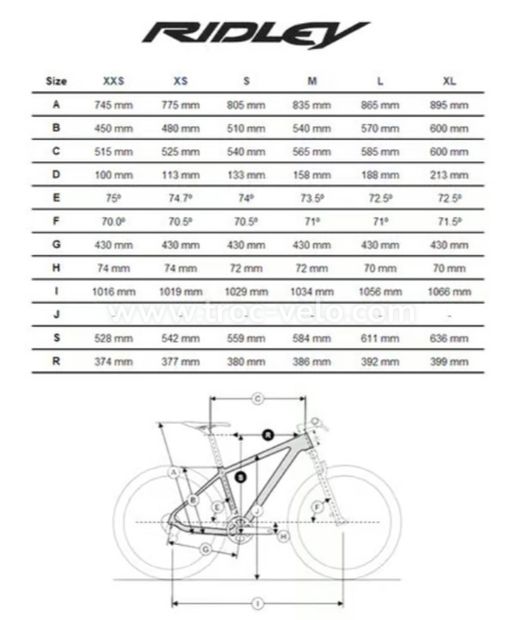 RIDLEY
Size XXS XS S M L XL
A 745 mm 775 mm 805 mm 835 mm 865 mm 895 mm
B 450 mm 480 mm 510 mm 540 mm 570 mm 600 mm
C 515 mm 525 mm 540 mm 565 mm 585 mm 600 mm
D 100 mm 113 mm 133 mm 158 mm 188 mm 213 mm
E 75º 74.7º 74º 73.5º 72.5º 72.5º
F 70.0º 70.5º 70.5º 71º 71º 71.5º
G 430 mm 430 mm 430 mm 430 mm 430 mm 430 mm
H 74 mm 74 mm 72 mm 72 mm 70 mm 70 mm
I 1016 mm 1019 mm 1029 mm 1034 mm 1056 mm 1066 mm
www.troc-velo.com
J - - - - - -
S 528 mm 542 mm 559 mm 584 mm 611 mm 636 mm
R 374 mm 377 mm 380 mm 386 mm 392 mm 399 mm
C
R
A
S
B
E
J
F
H
G
I